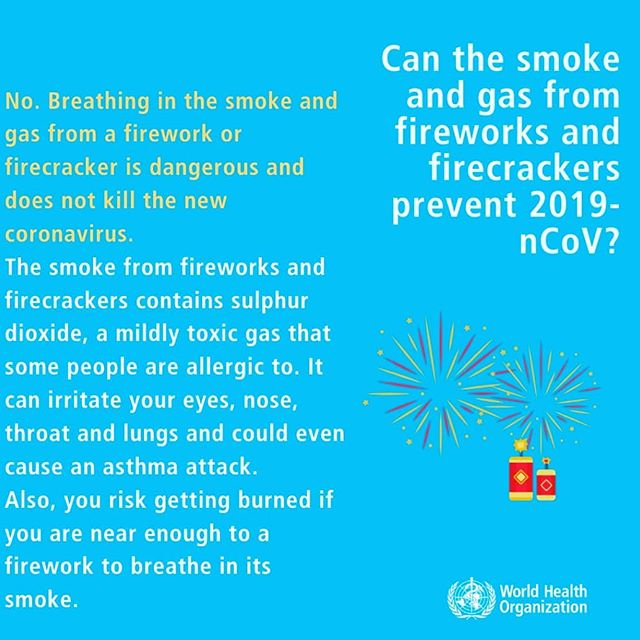 Can the smoke
and gas from
fireworks and
firecrackers
prevent 2019-
nCoV?
No. Breathing in the smoke and
gas from a firework or
firecracker is dangerous and
does not kill the new
coronavirus.
The smoke from fireworks and
firecrackers contains sulphur
dioxide, a mildly toxic gas that
some people are allergic to. It
can irritate your eyes, nose,
throat and lungs and could even
cause an asthma attack.
Also, you risk getting burned if
you are near enough to a
firework to breathe in its
smoke.
World Health
Organization